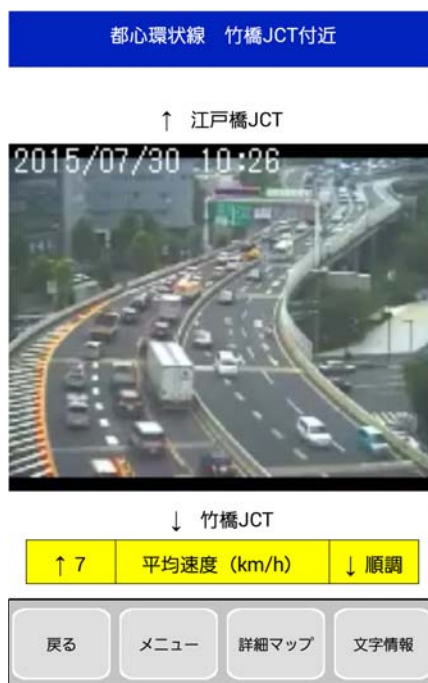 都心環状線　竹橋JCT付近
↑　江戸橋JCT
2015/07/30 10:26
↓　竹橋JCT
↑ 7　平均速度（km/h）　↓ 順調
戻る　メニュー　詳細マップ　文字情報